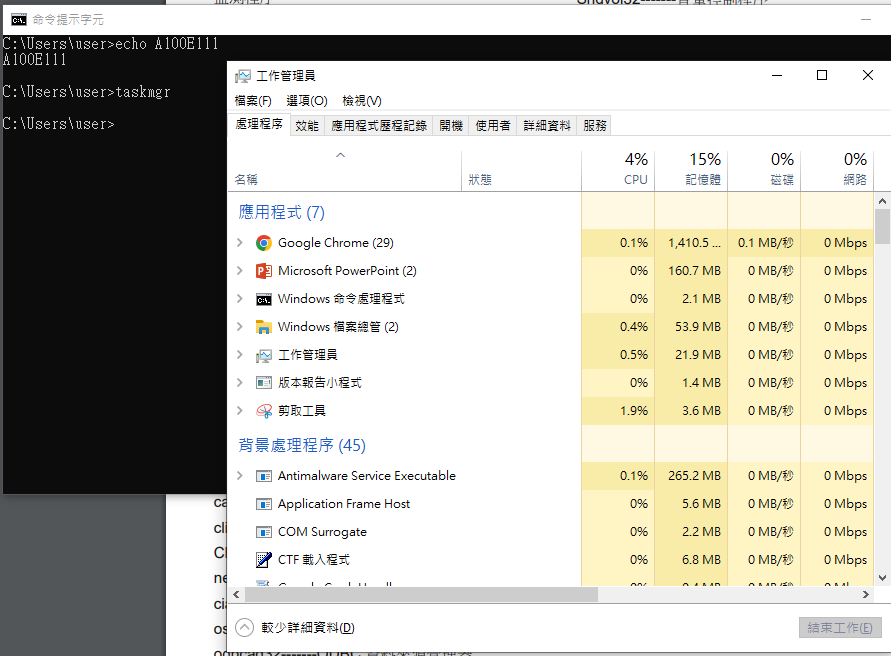 命令提示字元
C:\Users\user>echo A100E111
A100E111
C:\Users\user>taskmgr
C:\Users\user>
工作管理員
檔案(F) 選項(O) 檢視(V)
處理程序 效能 應用程式歷程記錄 開機 使用者 詳細資料 服務
4% 15% 0% 0%
名稱 狀態 CPU 記憶體 磁碟 網路
應用程式 (7)
Google Chrome (29) 0.1% 1,410.5 ... 0.1 MB/秒 0 Mbps
Microsoft PowerPoint (2) 0% 160.7 MB 0 MB/秒 0 Mbps
Windows 命令處理程式 0% 2.1 MB 0 MB/秒 0 Mbps
Windows 檔案總管 (2) 0.4% 53.9 MB 0 MB/秒 0 Mbps
工作管理員 0.5% 21.9 MB 0 MB/秒 0 Mbps
版本報告小程式 0% 1.4 MB 0 MB/秒 0 Mbps
剪取工具 1.9% 3.6 MB 0 MB/秒 0 Mbps
背景處理程序 (45)
Antimalware Service Executable 0.1% 265.2 MB 0 MB/秒 0 Mbps
Application Frame Host 0% 5.6 MB 0 MB/秒 0 Mbps
COM Surrogate 0% 2.2 MB 0 MB/秒 0 Mbps
CTF 載入程式 0% 6.8 MB 0 MB/秒 0 Mbps
較少詳細資料(D) 結束工作(E)